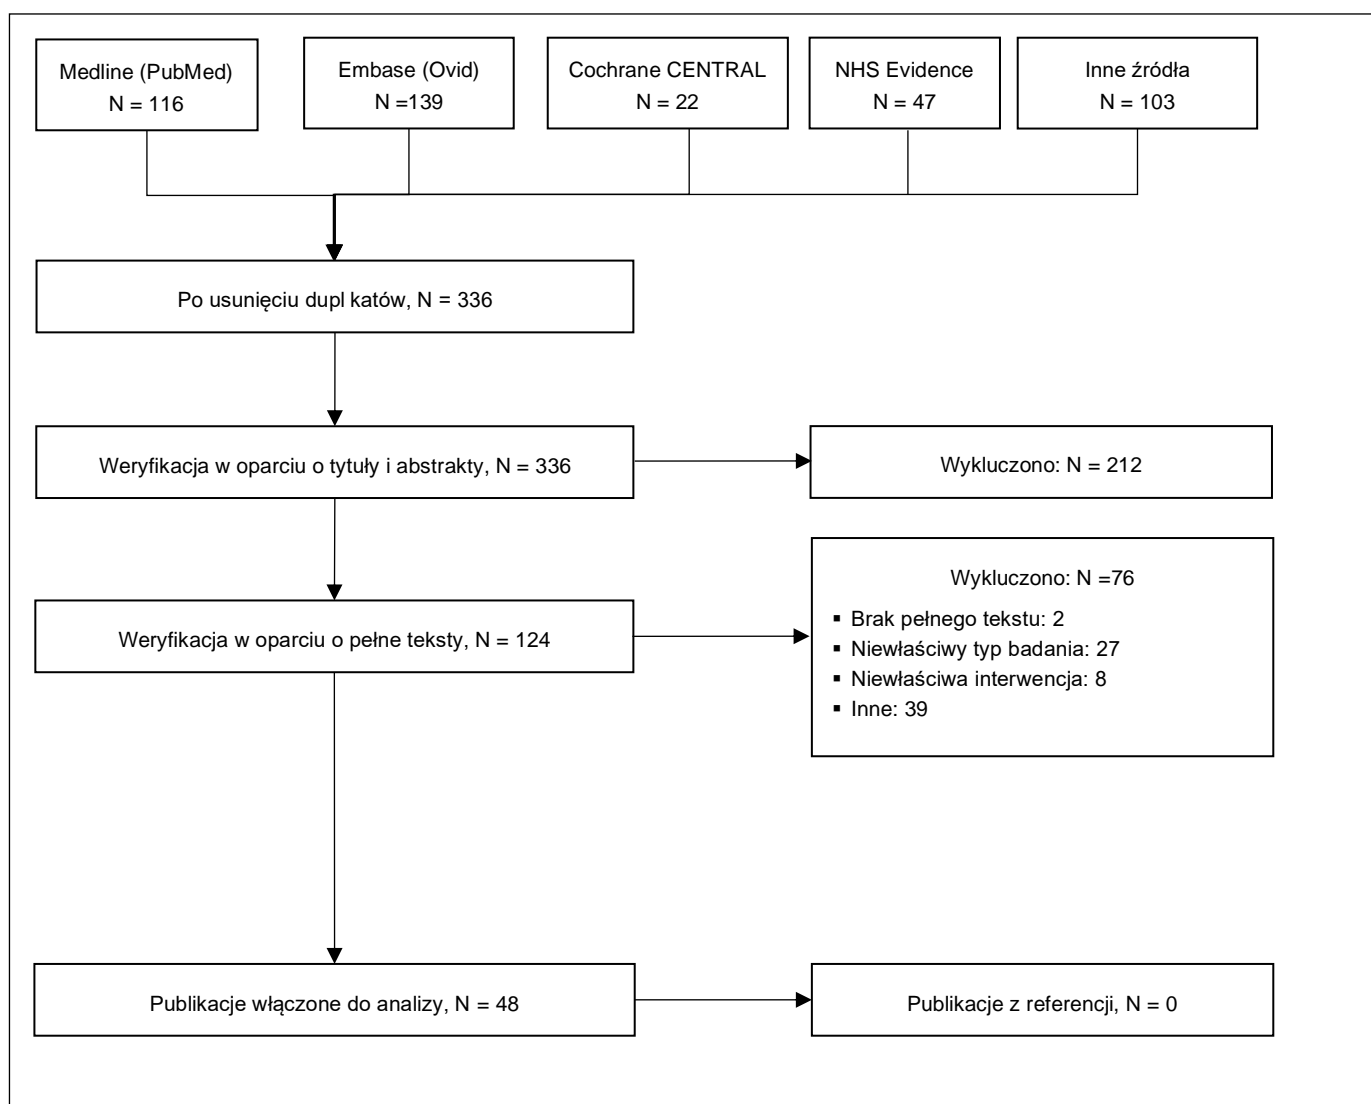 Medline (PubMed)
N = 116
Embase (Ovid)
N =139
Cochrane CENTRAL
N = 22
NHS Evidence
N = 47
Inne źródła
N = 103
Po usunięciu dupl katów, N = 336
Weryfikacja w oparciu o tytuły i abstrakty, N = 336
Wykluczono: N = 212
Weryfikacja w oparciu o pełne teksty, N = 124
Wykluczono: N =76
▪ Brak pełnego tekstu: 2
▪ Niewłaściwy typ badania: 27
▪ Niewłaściwa interwencja: 8
▪ Inne: 39
Publikacje włączone do analizy, N = 48
Publikacje z referencji, N = 0